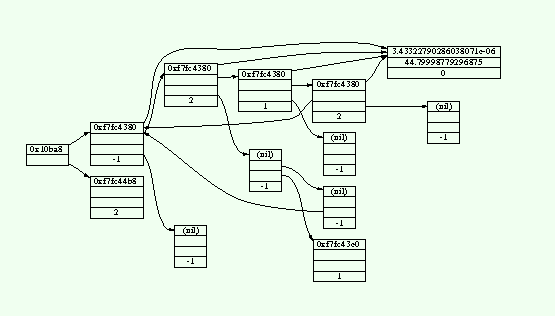 3.43322790286038071e-06
44.79998779296875
0
0xf7fc4380
2
0xf7fc4380
1
0xf7fc4380
2
(nil)
-1
0xf7fc4380
-1
(nil)
-1
0x10ba8
(nil)
-1
0xf7fc44b8
2
(nil)
-1
(nil)
-1
0xf7fc43e0
1